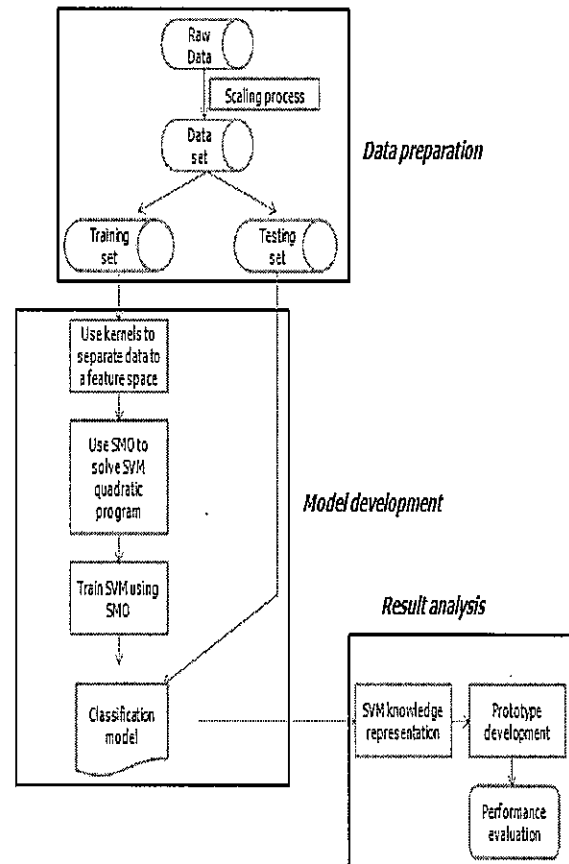 Raw
Data
Scaling process
Data
set
Data preparation
Training
set
Testing
set
Use kernels to
separate data to
a feature space
Use SMO to
solve SVM
quadratic
program
Model development
Train SVM using
SMO
Classification
model
Result analysis
SVM knowledge
representation
Prototype
development
Performance
evaluation